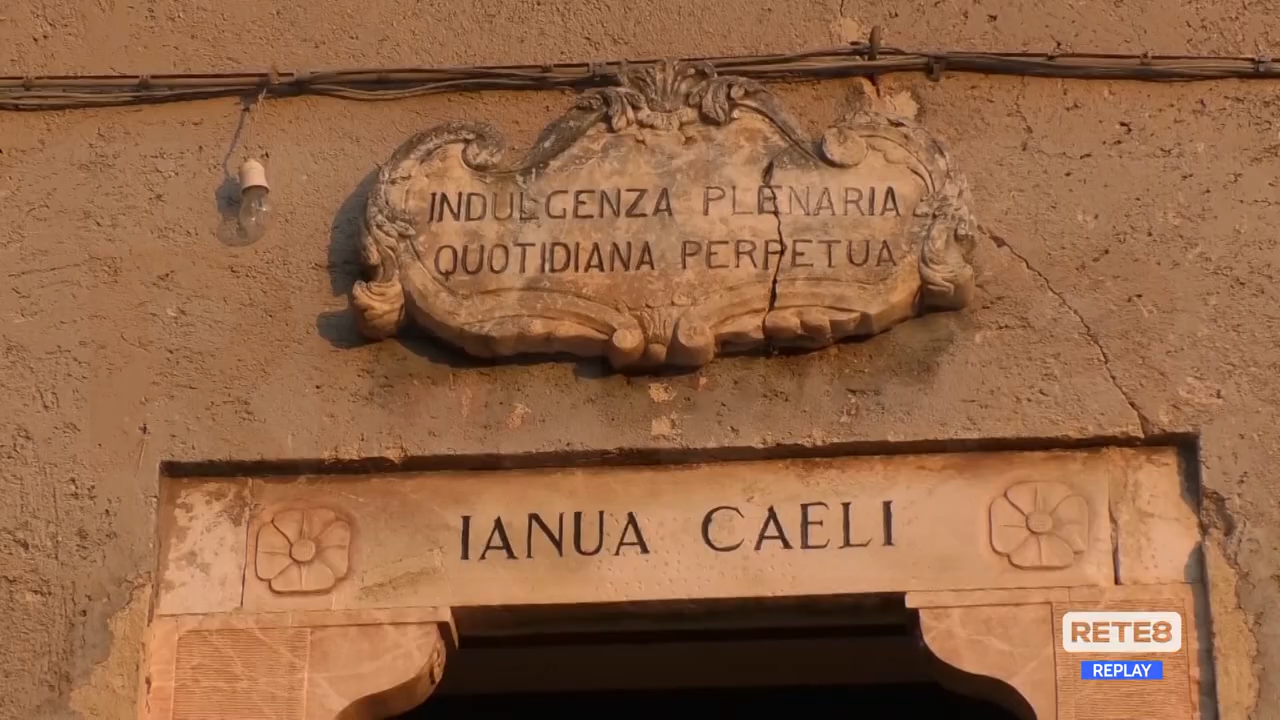 INDULGENZA PLENARIA
QUOTIDIANA PERPETUA
IANUA CAELI
RETE8
REPLAY